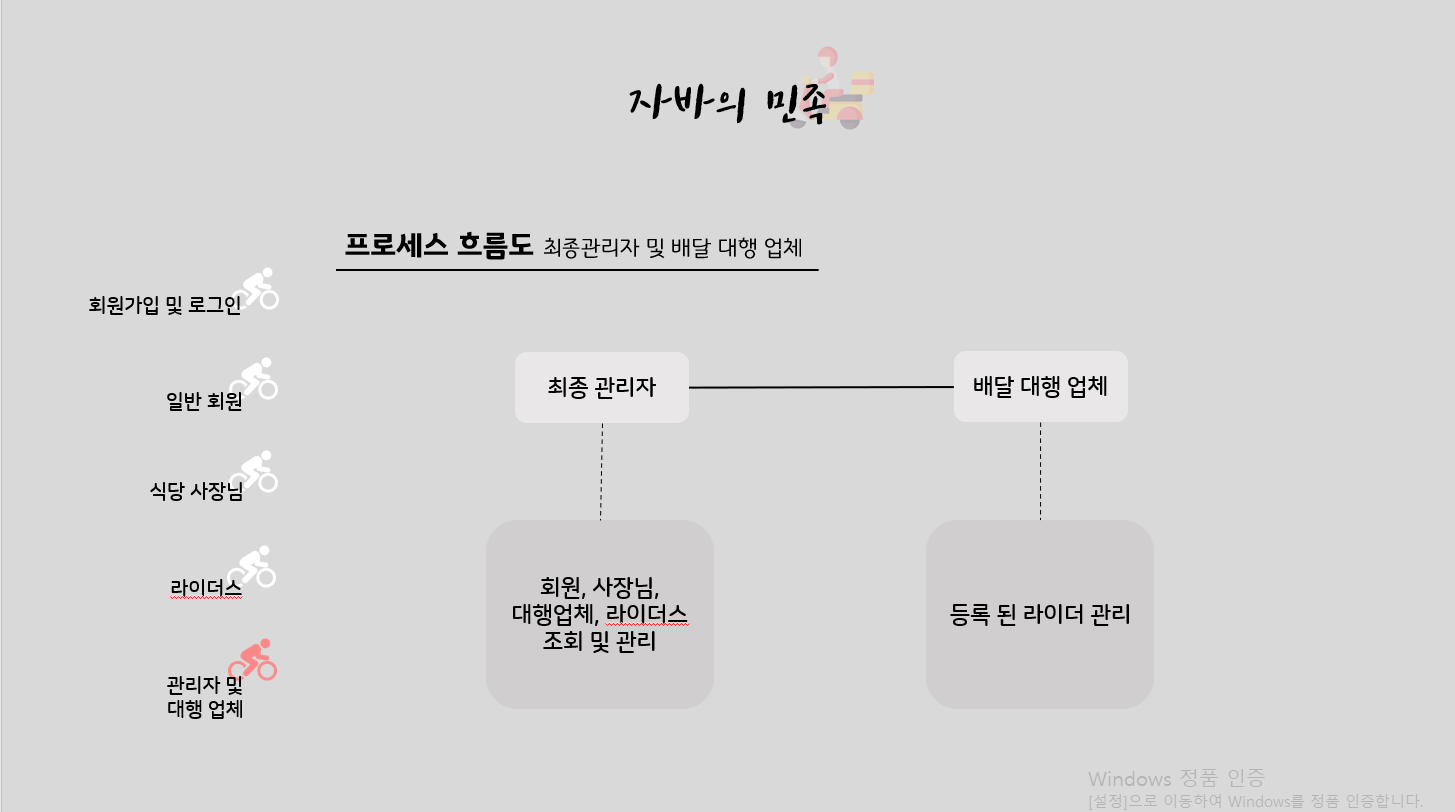 자바의 민족
프로세스 흐름도 최종관리자 및 배달 대행 업체
회원가입 및 로그인
일반 회원
식당 사장님
라이더스
관리자 및
대행 업체
최종 관리자
배달 대행 업체
회원, 사장님,
대행업체, 라이더스
조회 및 관리
등록 된 라이더 관리
Windows 정품 인증
[설정]으로 이동하여 Windows를 정품 인증합니다.